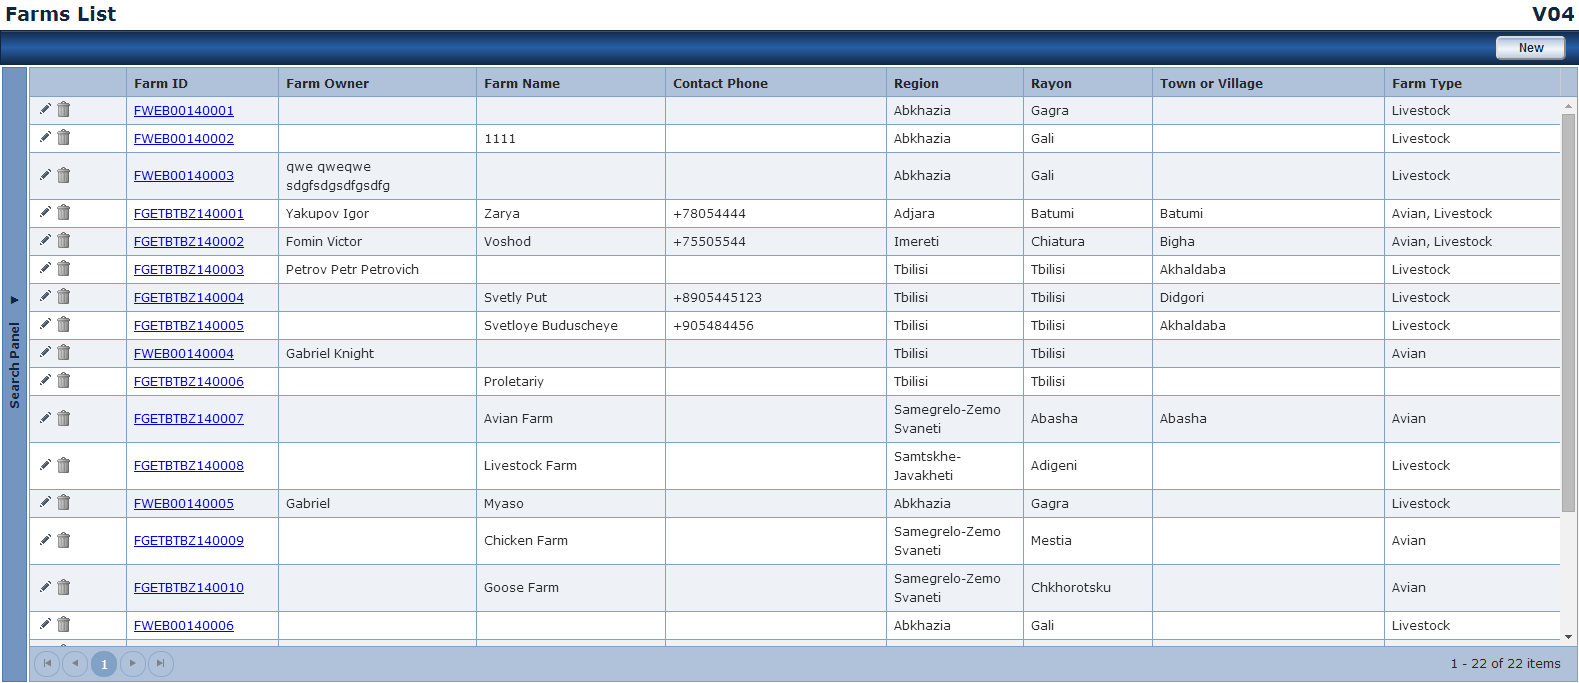 Farms List V04
New
Farm ID Farm Owner Farm Name Contact Phone Region Rayon Town or Village Farm Type
FWEB00140001 Abkhazia Gagra Livestock
FWEB00140002 1111 Abkhazia Gali Livestock
qwe qweqwe
sdgfsdgsdfgsdfg
FWEB00140003 Abkhazia Gali Livestock
FGETBTBZ140001 Yakupov Igor Zarya +78054444 Adjara Batumi Batumi Avian, Livestock
FGETBTBZ140002 Fomin Victor Voshod +75505544 Imereti Chiatura Bigha Avian, Livestock
FGETBTBZ140003 Petrov Petr Petrovich Tbilisi Tbilisi Akhaldaba Livestock
FGETBTBZ140004 Svetly Put +8905445123 Tbilisi Tbilisi Didgori Livestock
FGETBTBZ140005 Svetloye Buduscheye +905484456 Tbilisi Tbilisi Akhaldaba Livestock
FWEB00140004 Gabriel Knight Tbilisi Tbilisi Avian
FGETBTBZ140006 Proletariy Tbilisi Tbilisi
FGETBTBZ140007 Avian Farm Samegrelo-Zemo
Svaneti Abasha Abasha Avian
FGETBTBZ140008 Livestock Farm Samtskhe-
Javakheti Adigeni Livestock
FWEB00140005 Gabriel Myaso Abkhazia Gagra Livestock
FGETBTBZ140009 Chicken Farm Samegrelo-Zemo
Svaneti Mestia Avian
FGETBTBZ140010 Goose Farm Samegrelo-Zemo
Svaneti Chkhorotsku Avian
FWEB00140006 Abkhazia Gali Livestock
Search Panel
1
1 - 22 of 22 items